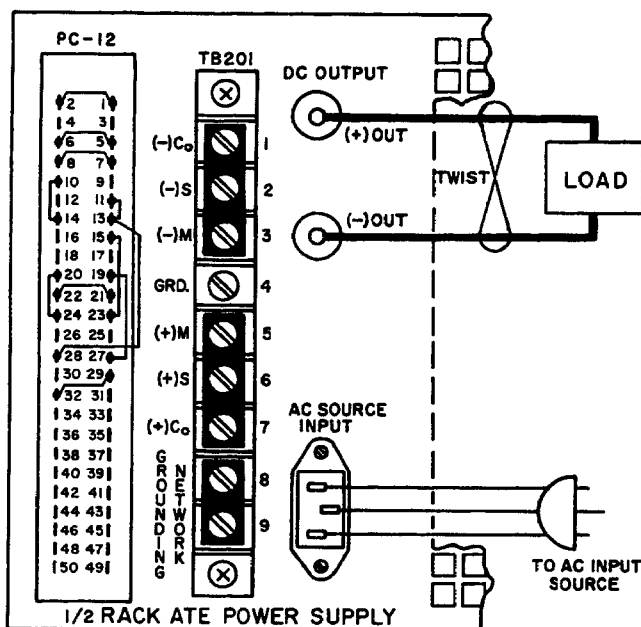 PC-12
2 1
4 3
6 5
8 7
10 9
12 11
14 13
16 15
18 17
20 19
22 21
24 23
26 25
28 27
30 29
32 31
34 33
36 35
38 37
40 39
42 41
44 43
46 45
48 47
50 49
TB201
(-)Co 1
(-)S 2
(-)M 3
GRD. 4
(+)M 5
(+)S 6
(+)Co 7
8
9
GROUNDING
NETWORK
DC OUTPUT
(+) OUT
TWIST
LOAD
(-) OUT
AC SOURCE
INPUT
TO AC INPUT
SOURCE
1/2 RACK ATE POWER SUPPLY